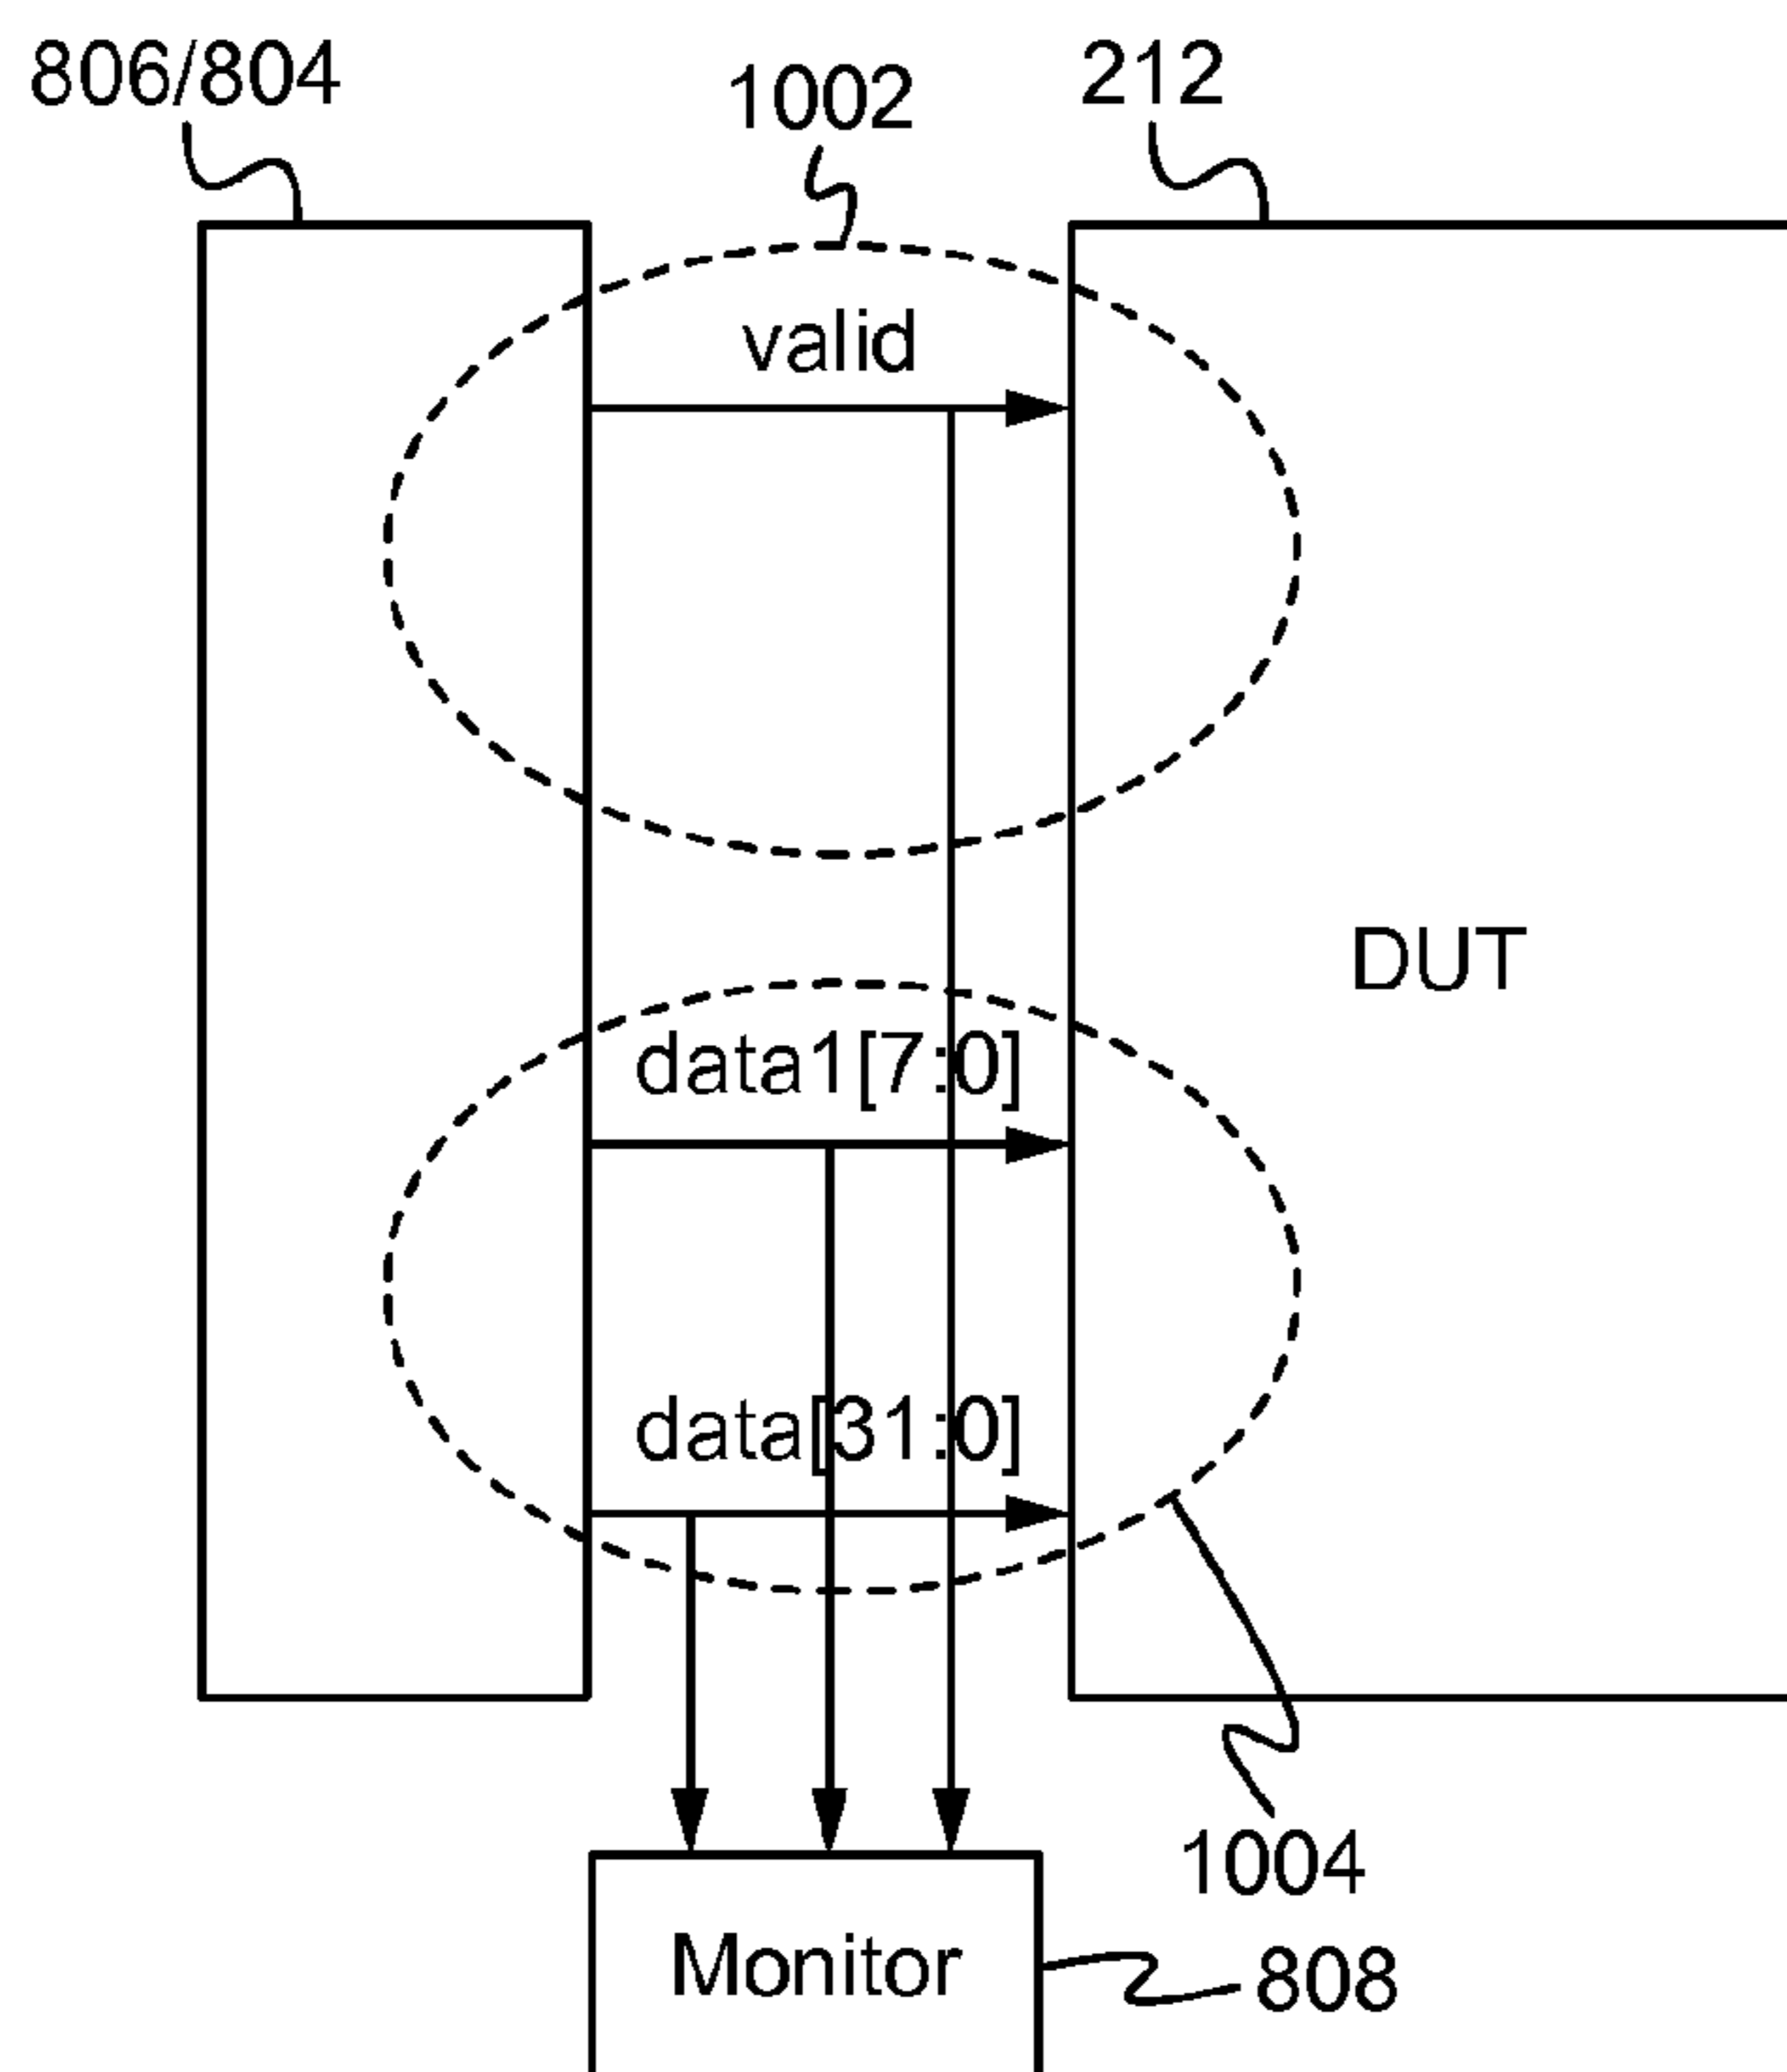 806/804
1002
212
valid
DUT
data1[7:0]
data[31:0]
1004
Monitor
808